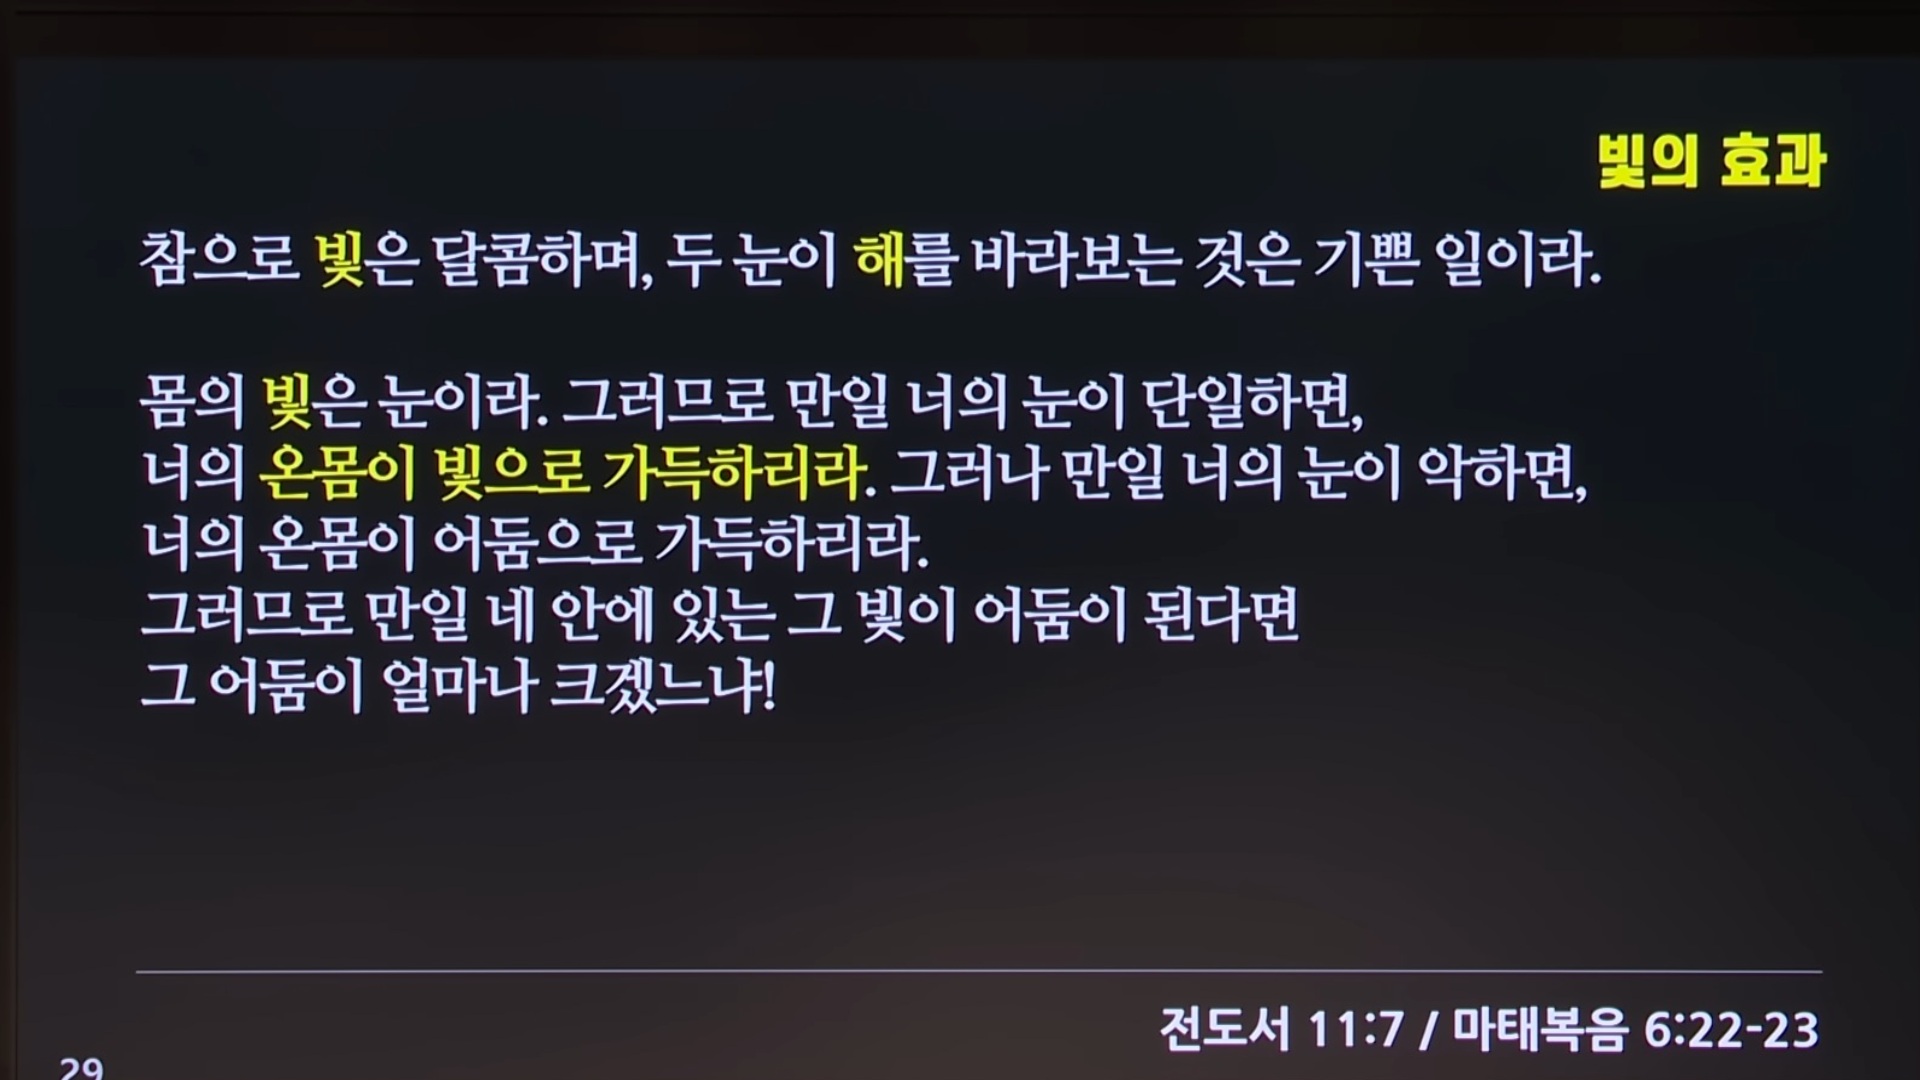 빛의 효과
참으로 빛은 달콤하며, 두 눈이 해를 바라보는 것은 기쁜 일이라.
몸의 빛은 눈이라. 그러므로 만일 너의 눈이 단일하면,
너의 온몸이 빛으로 가득하리라. 그러나 만일 너의 눈이 악하면,
너의 온몸이 어둠으로 가득하리라.
그러므로 만일 네 안에 있는 그 빛이 어둠이 된다면
그 어둠이 얼마나 크겠느냐!
전도서 11:7 / 마태복음 6:22-23
29